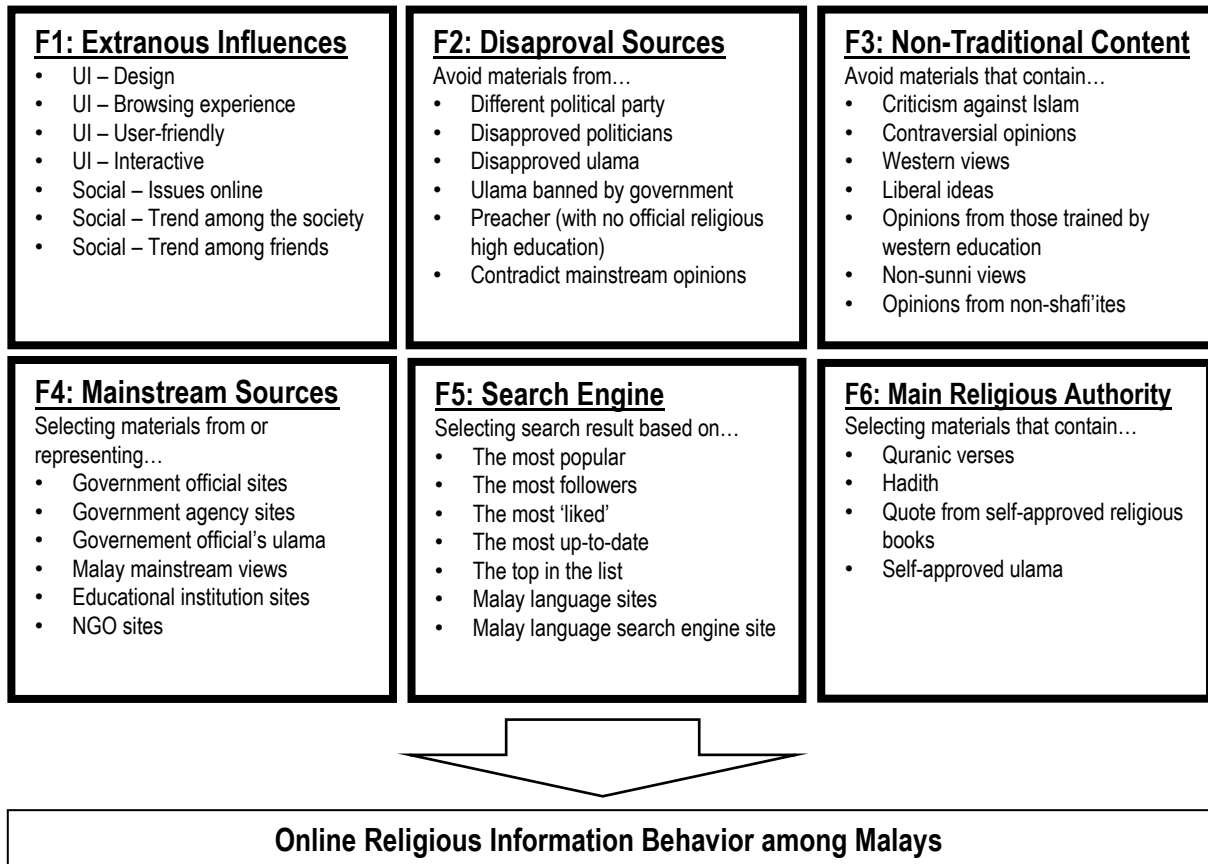 F1: Extranous Influences
• UI – Design
• UI – Browsing experience
• UI – User-friendly
• UI – Interactive
• Social – Issues online
• Social – Trend among the society
• Social – Trend among friends
F2: Disaproval Sources
Avoid materials from…
• Different political party
• Disapproved politicians
• Disapproved ulama
• Ulama banned by government
• Preacher (with no official religious
high education)
• Contradict mainstream opinions
F3: Non-Traditional Content
Avoid materials that contain…
• Criticism against Islam
• Contraversial opinions
• Western views
• Liberal ideas
• Opinions from those trained by
western education
• Non-sunni views
• Opinions from non-shafi’ites
F4: Mainstream Sources
Selecting materials from or
representing…
• Government official sites
• Government agency sites
• Governement official’s ulama
• Malay mainstream views
• Educational institution sites
• NGO sites
F5: Search Engine
Selecting search result based on…
• The most popular
• The most followers
• The most ‘liked’
• The most up-to-date
• The top in the list
• Malay language sites
• Malay language search engine site
F6: Main Religious Authority
Selecting materials that contain…
• Quranic verses
• Hadith
• Quote from self-approved religious
books
• Self-approved ulama
Online Religious Information Behavior among Malays